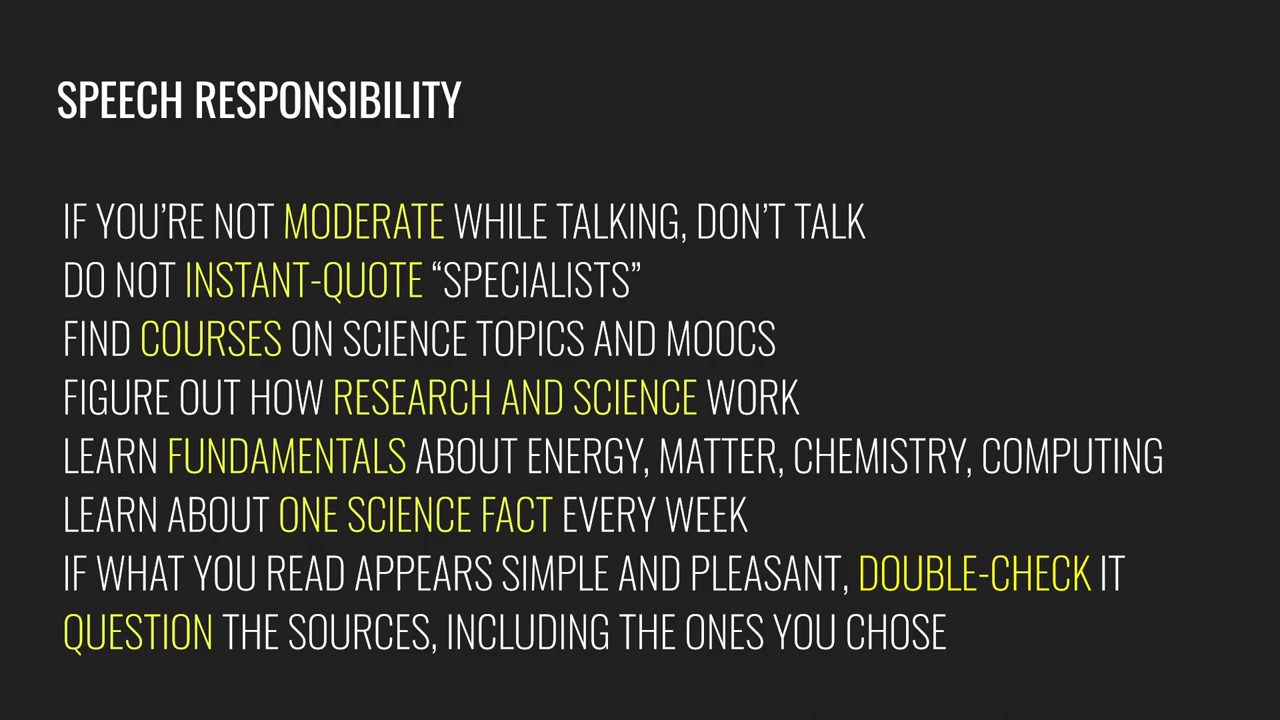 SPEECH RESPONSIBILITY
IF YOU’RE NOT MODERATE WHILE TALKING, DON’T TALK
DO NOT INSTANT-QUOTE “SPECIALISTS”
FIND COURSES ON SCIENCE TOPICS AND MOOCS
FIGURE OUT HOW RESEARCH AND SCIENCE WORK
LEARN FUNDAMENTALS ABOUT ENERGY, MATTER, CHEMISTRY, COMPUTING
LEARN ABOUT ONE SCIENCE FACT EVERY WEEK
IF WHAT YOU READ APPEARS SIMPLE AND PLEASANT, DOUBLE-CHECK IT
QUESTION THE SOURCES, INCLUDING THE ONES YOU CHOSE